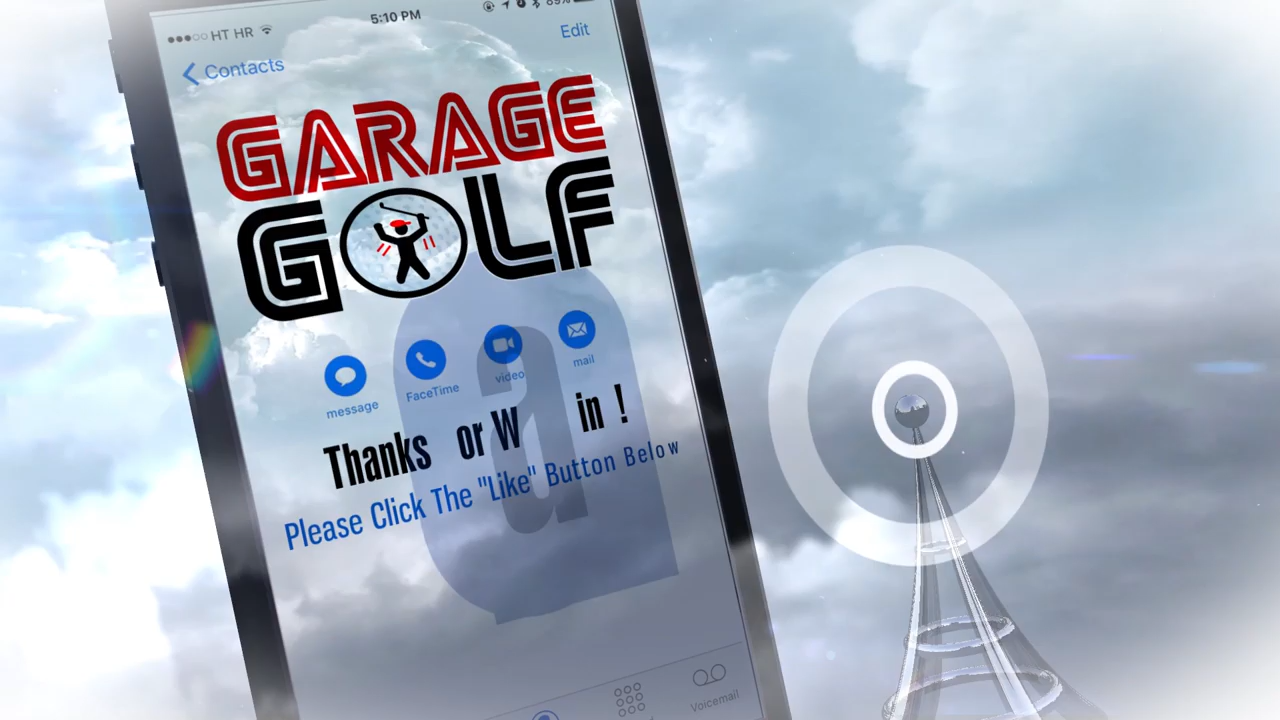 ●●●○○ HT HR 5:10 PM 89%
Contacts Edit
GARAGE
GOLF
message FaceTime video mail
Thanks or W in !
Please Click The "Like" Button Below
a
Voicemail